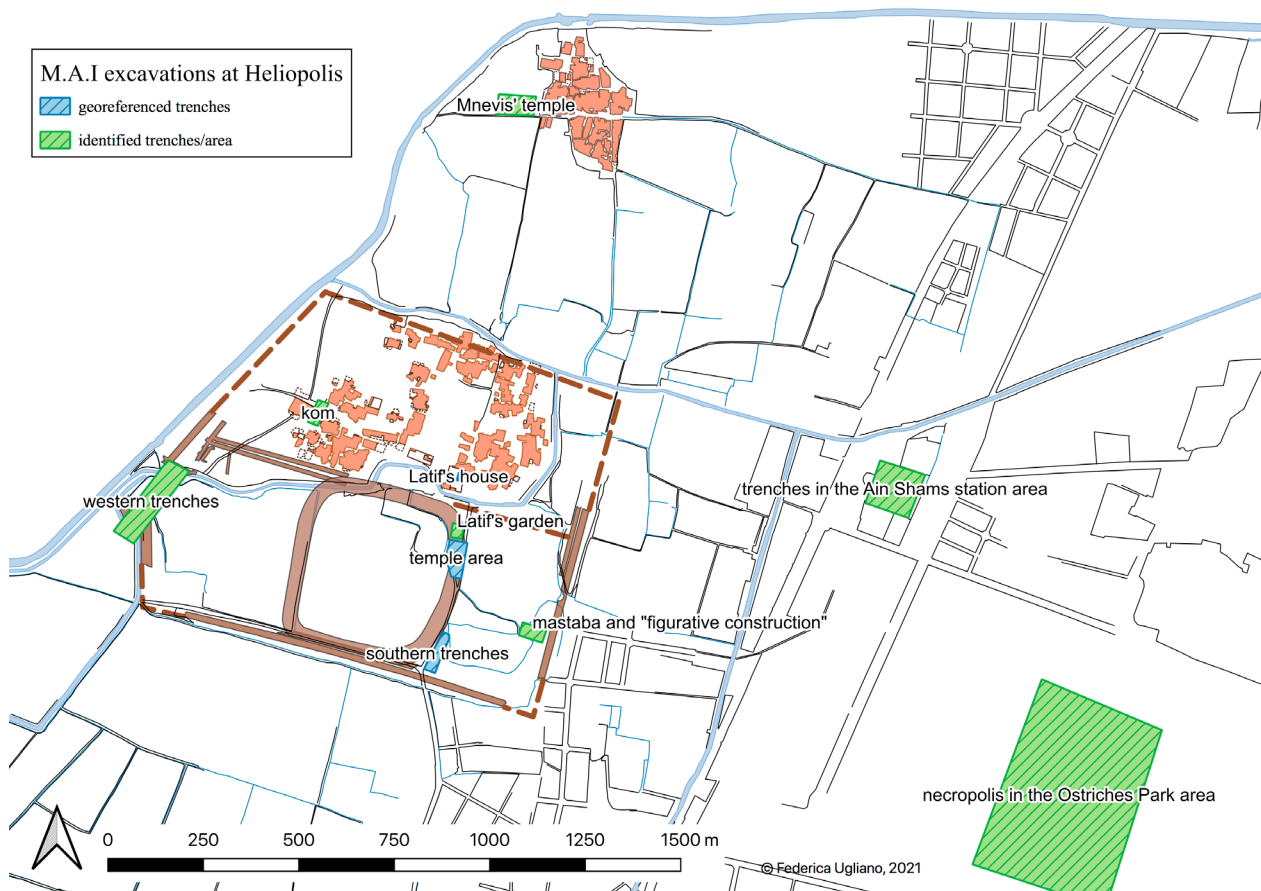 M.A.I excavations at Heliopolis
georeferenced trenches
identified trenches/area
Mnevis' temple
kom
Latif's house
western trenches
trenches in the Ain Shams station area
Latif's garden
temple area
mastaba and "figurative construction"
southern trenches
necropolis in the Ostriches Park area
0 250 500 750 1000 1250 1500 m
© Federica Ugliano, 2021